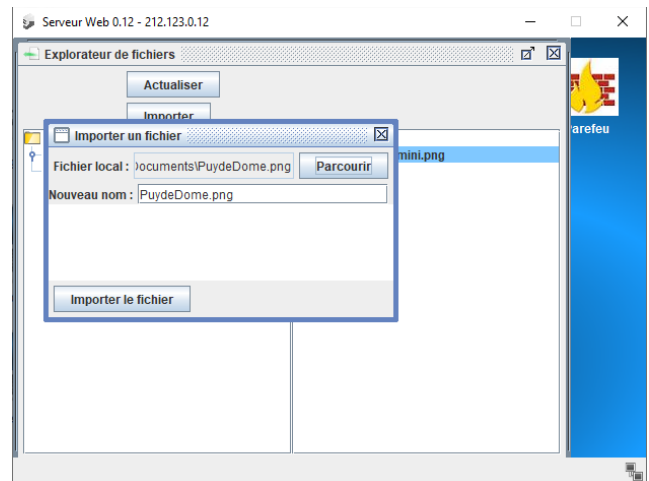 Serveur Web 0.12 - 212.123.0.12
Explorateur de fichiers
Actualiser
Importer
Importer un fichier
Fichier local : Documents\PuydeDome.png Parcourir
mini.png
Nouveau nom : PuydeDome.png
Importer le fichier
arefeu